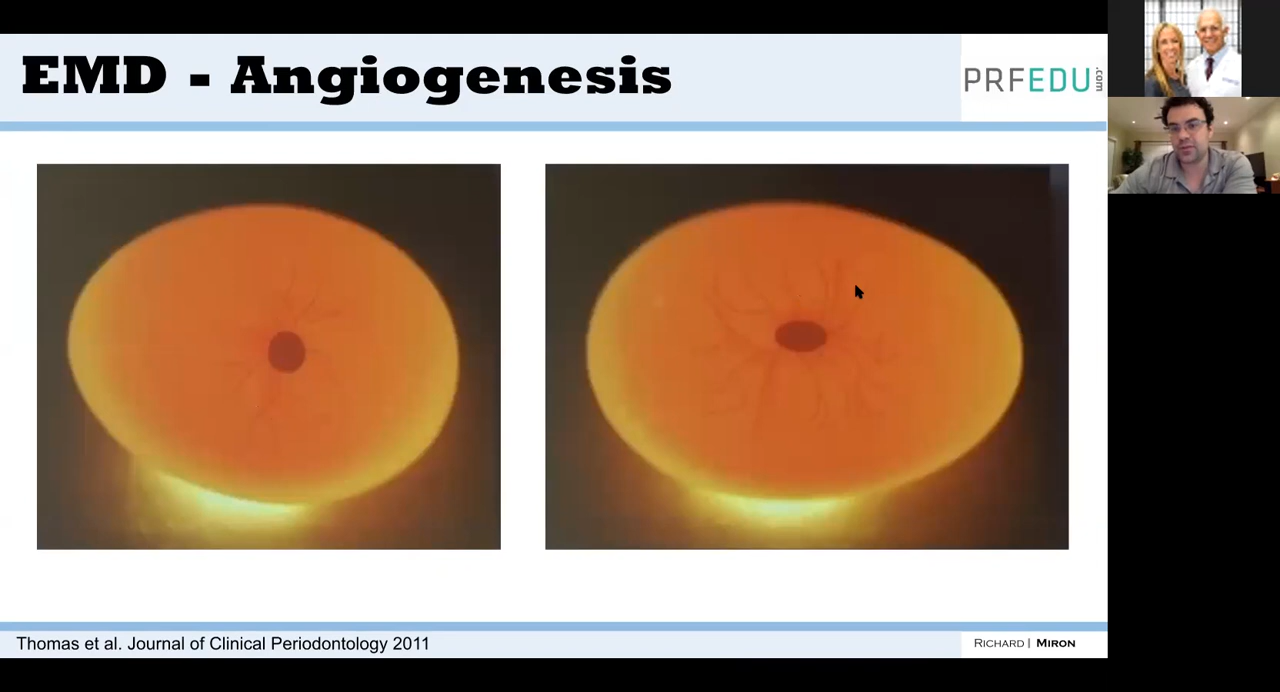 EMD - Angiogenesis
PRFEDU.com
Thomas et al. Journal of Clinical Periodontology 2011
RICHARD | MIRON